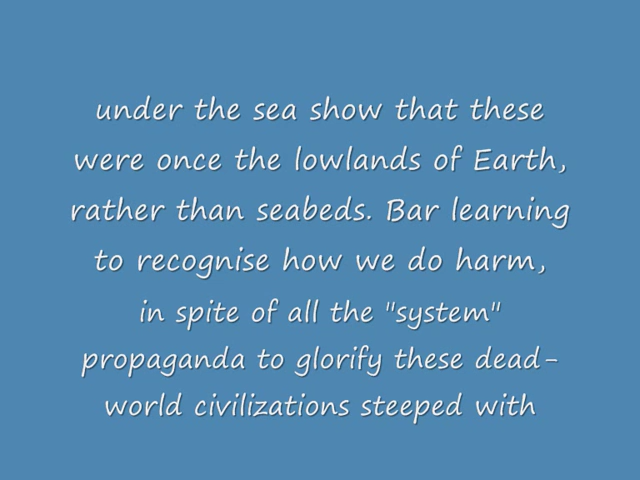 under the sea show that these
were once the lowlands of Earth,
rather than seabeds. Bar learning
to recognise how we do harm,
in spite of all the "system"
propaganda to glorify these dead-
world civilizations steeped with